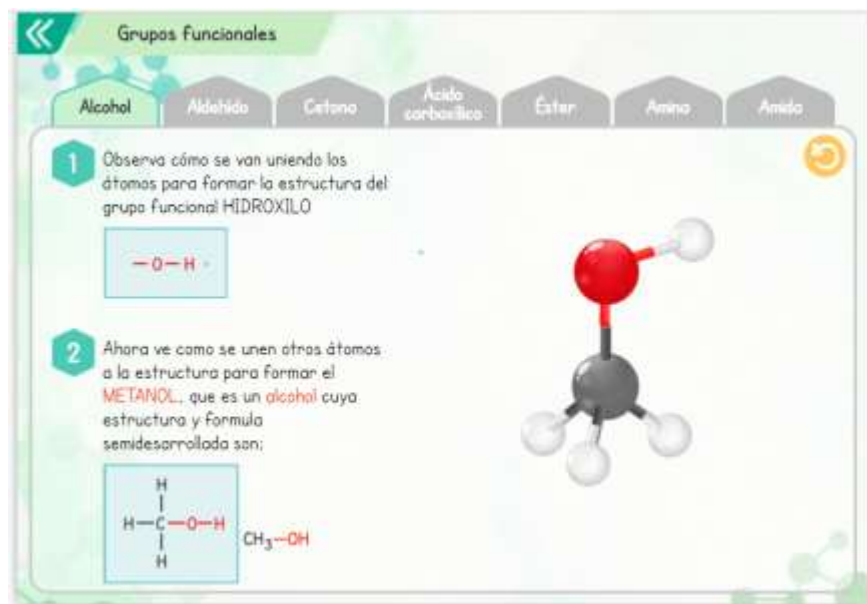 Grupos funcionales
Alcohol
Aldehido
Cetona
Ácido
carboxílico
Éster
Amina
Amida
1
Observa cómo se van uniendo los
átomos para formar la estructura del
grupo funcional HIDROXILO
—O—H
2
Ahora ve como se unen otros átomos
a la estructura para formar el
METANOL, que es un alcohol cuya
estructura y formula
semidesarrollada son:
H
|
H—C—O—H
|
H
CH₃—OH